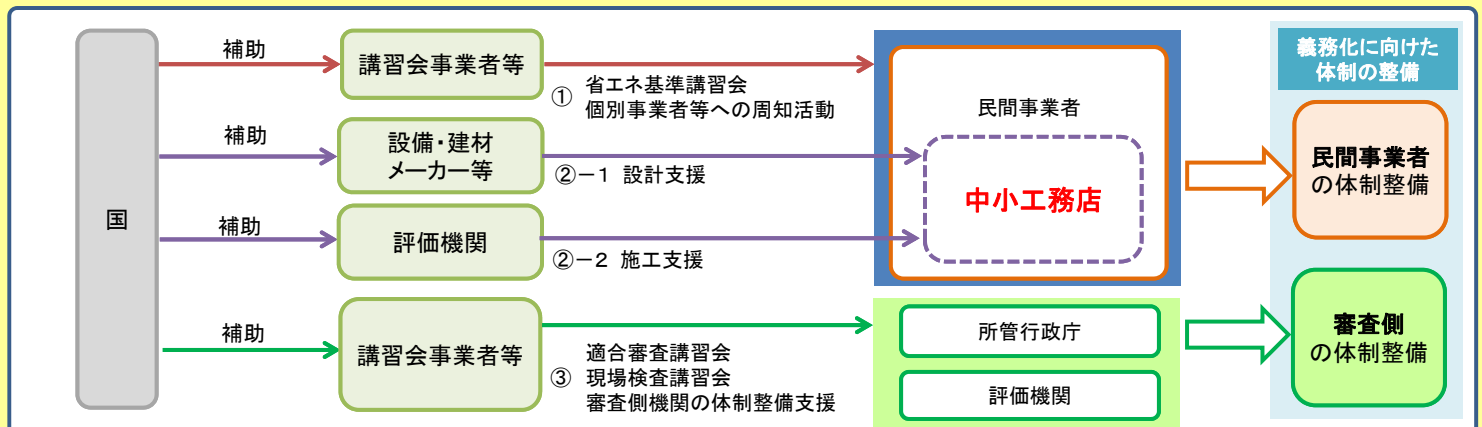 国
補助
講習会事業者等
① 省エネ基準講習会
個別事業者等への周知活動
補助
設備・建材
メーカー等
②－1 設計支援
補助
評価機関
②－2 施工支援
補助
講習会事業者等
適合審査講習会
③ 現場検査講習会
審査側機関の体制整備支援
民間事業者
中小工務店
所管行政庁
評価機関
義務化に向けた
体制の整備
民間事業者
の体制整備
審査側
の体制整備